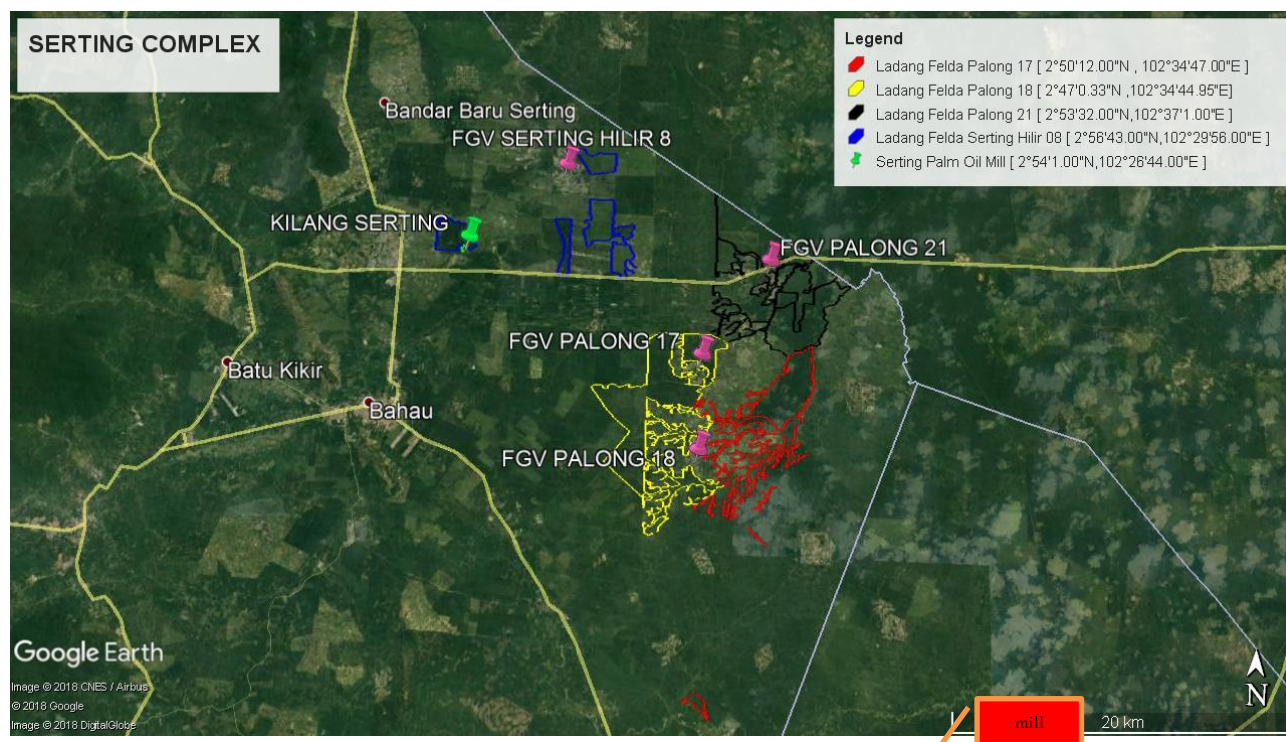 SERTING COMPLEX
Legend
Ladang Felda Palong 17 [ 2°50'12.00"N , 102°34'47.00"E ]
Ladang Felda Palong 18 [ 2°47'0.33"N ,102°34'44.95"E]
Ladang Felda Palong 21 [ 2°53'32.00"N,102°37'1.00"E ]
Ladang Felda Serting Hilir 08 [ 2°56'43.00"N,102°29'56.00"E ]
Serting Palm Oil Mill [ 2°54'1.00"N,102°26'44.00"E ]
Bandar Baru Serting
FGV SERTING HILIR 8
KILANG SERTING
FGV PALONG 21
FGV PALONG 17
Batu Kikir
Bahau
FGV PALONG 18
Google Earth
Image © 2018 CNES / Airbus
© 2018 Google
Image © 2018 DigitalGlobe
N
mill
20 km